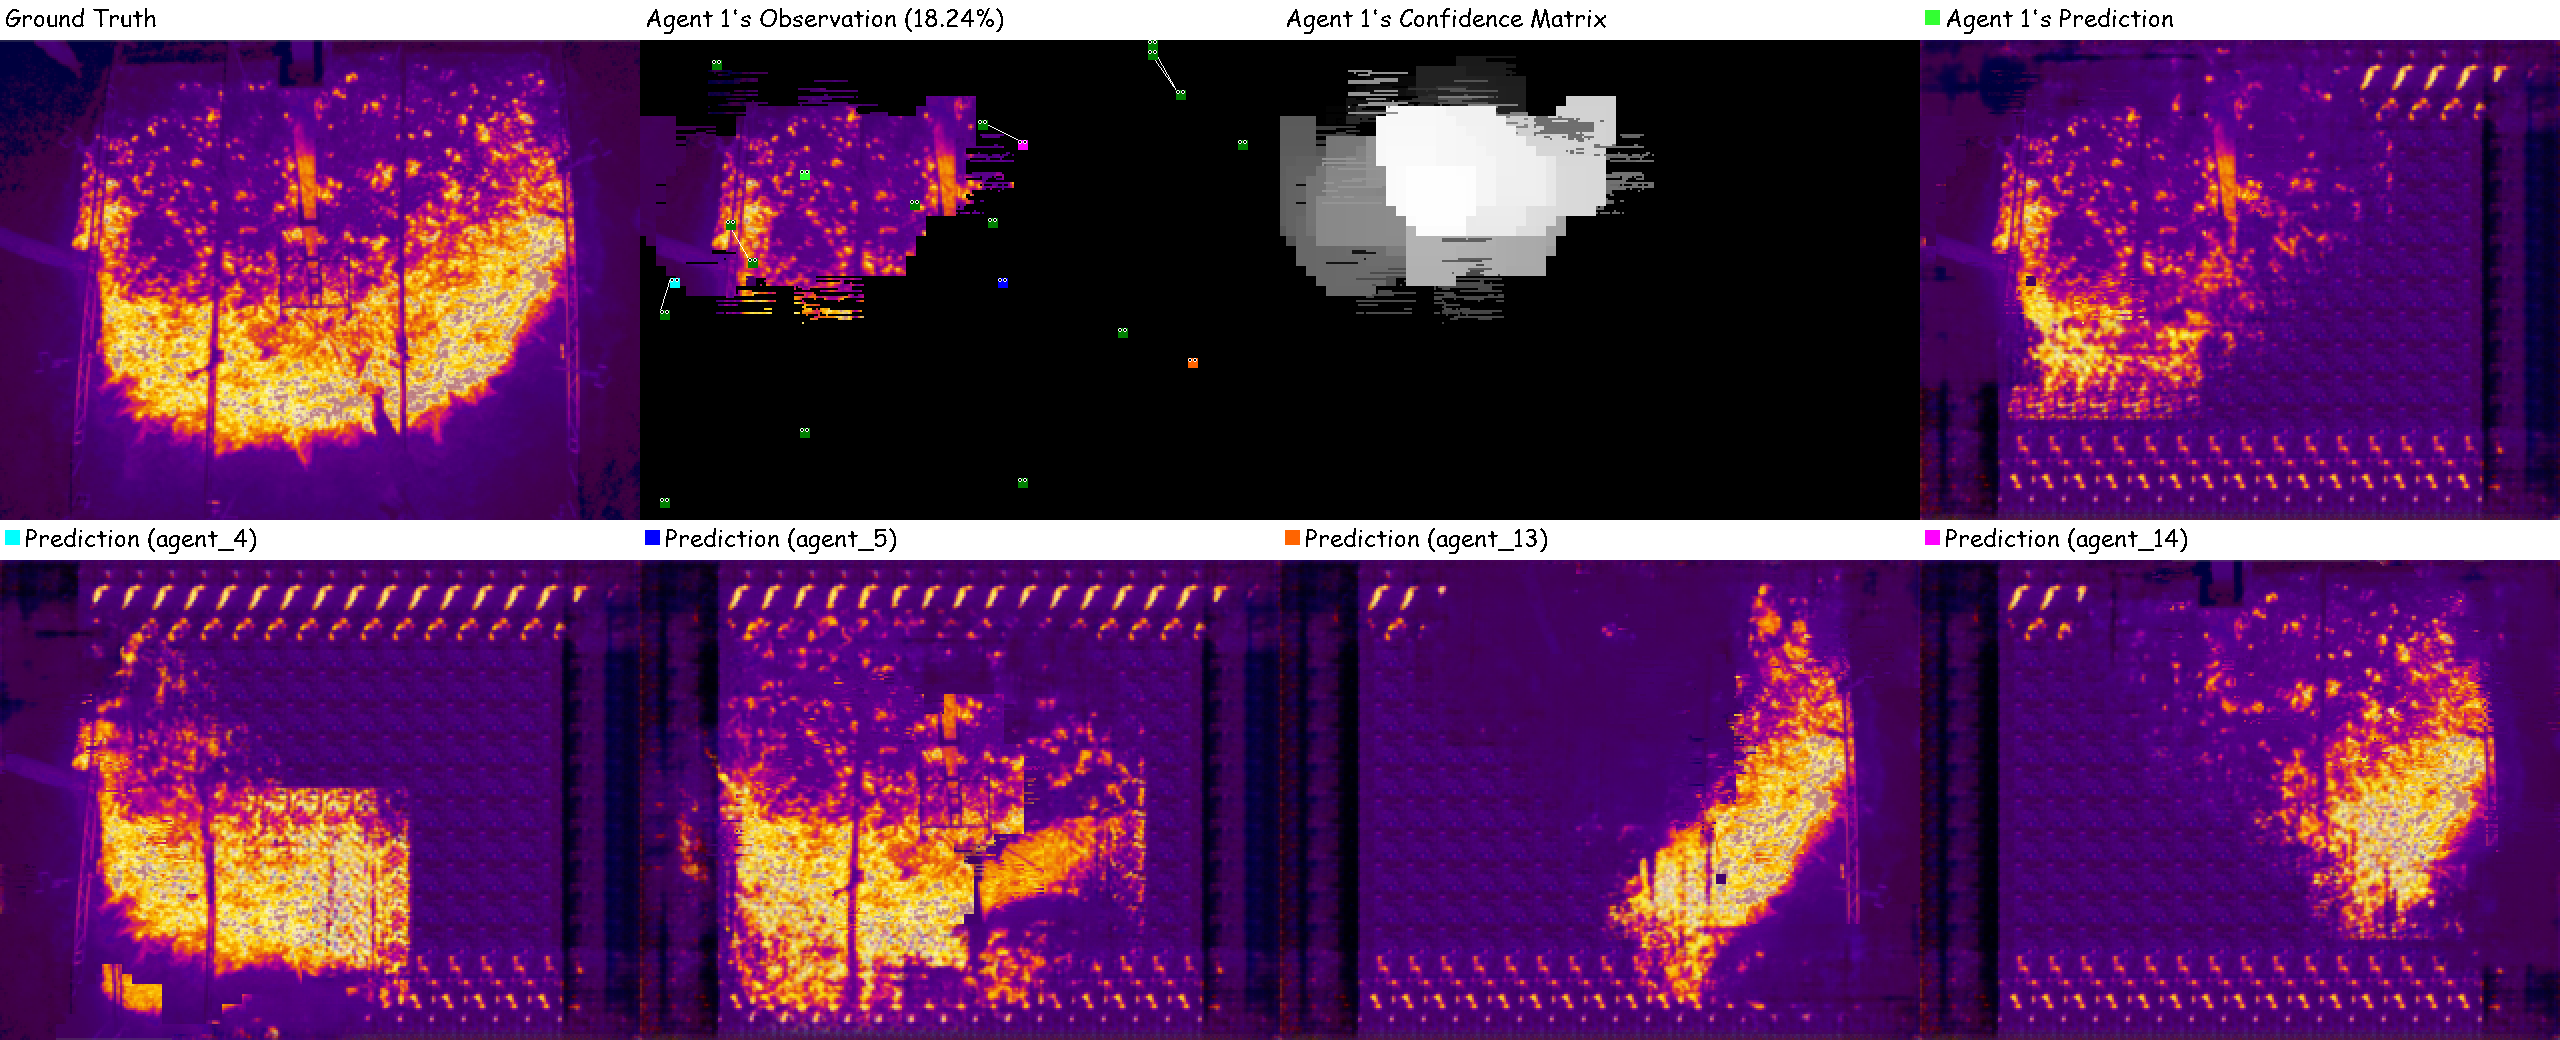 Ground Truth
Agent 1's Observation (18.24%)
Agent 1's Confidence Matrix
Agent 1's Prediction
Prediction (agent_4)
Prediction (agent_5)
Prediction (agent_13)
Prediction (agent_14)